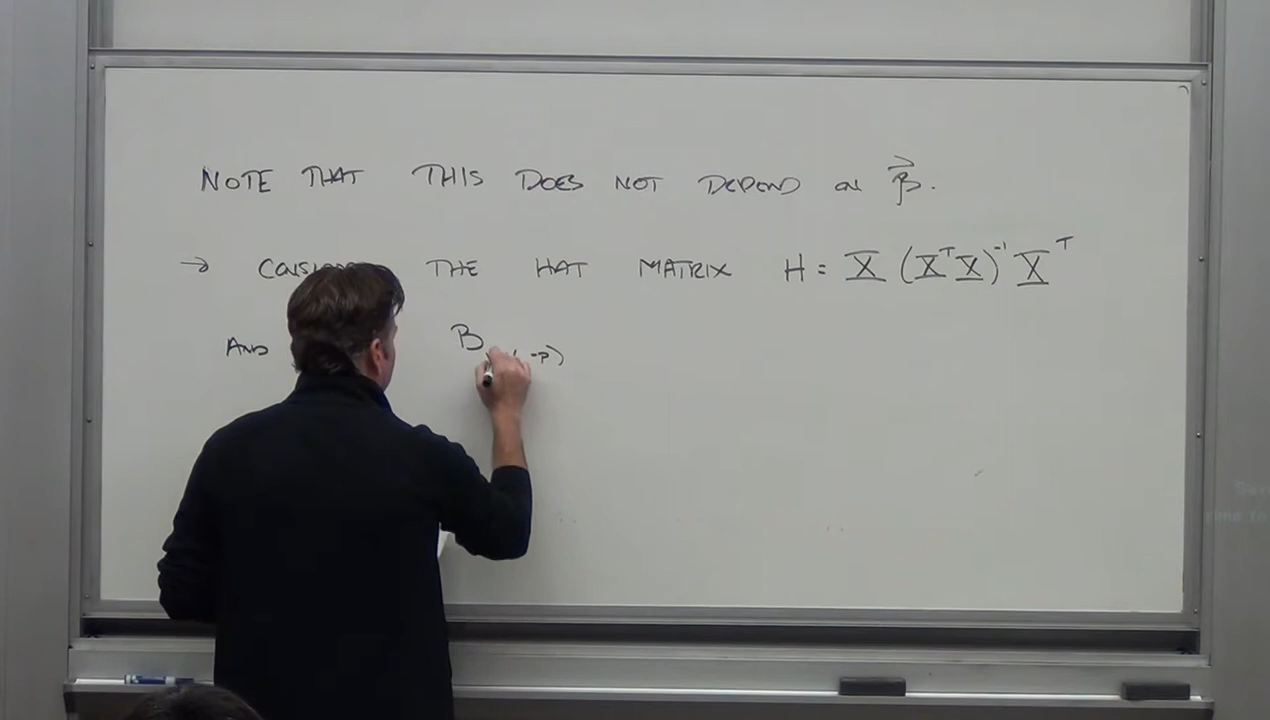 NOTE THAT THIS DOES NOT DEPEND ON β⃗.
→ THE HAT MATRIX H = X (XᵀX)⁻¹ Xᵀ
AND B -p)